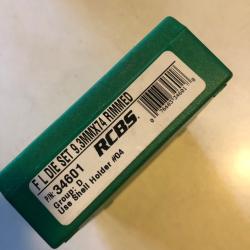 F L DIE SET 9.3MMX74 RIMMED
P/N: 34601
Group: D
Use Shell Holder #04
RCBS.